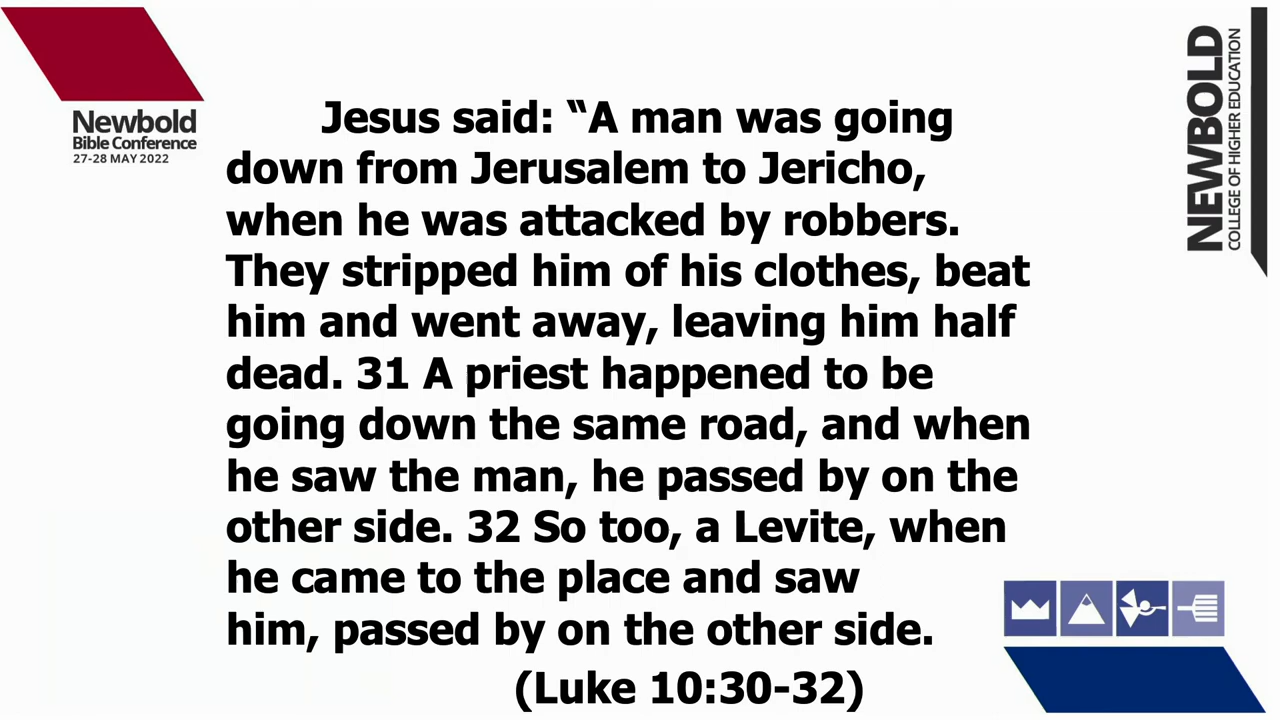 Newbold
Bible Conference
27-28 MAY 2022
NEWBOLD
COLLEGE OF HIGHER EDUCATION
Jesus said: “A man was going
down from Jerusalem to Jericho,
when he was attacked by robbers.
They stripped him of his clothes, beat
him and went away, leaving him half
dead. 31 A priest happened to be
going down the same road, and when
he saw the man, he passed by on the
other side. 32 So too, a Levite, when
he came to the place and saw
him, passed by on the other side.
(Luke 10:30-32)